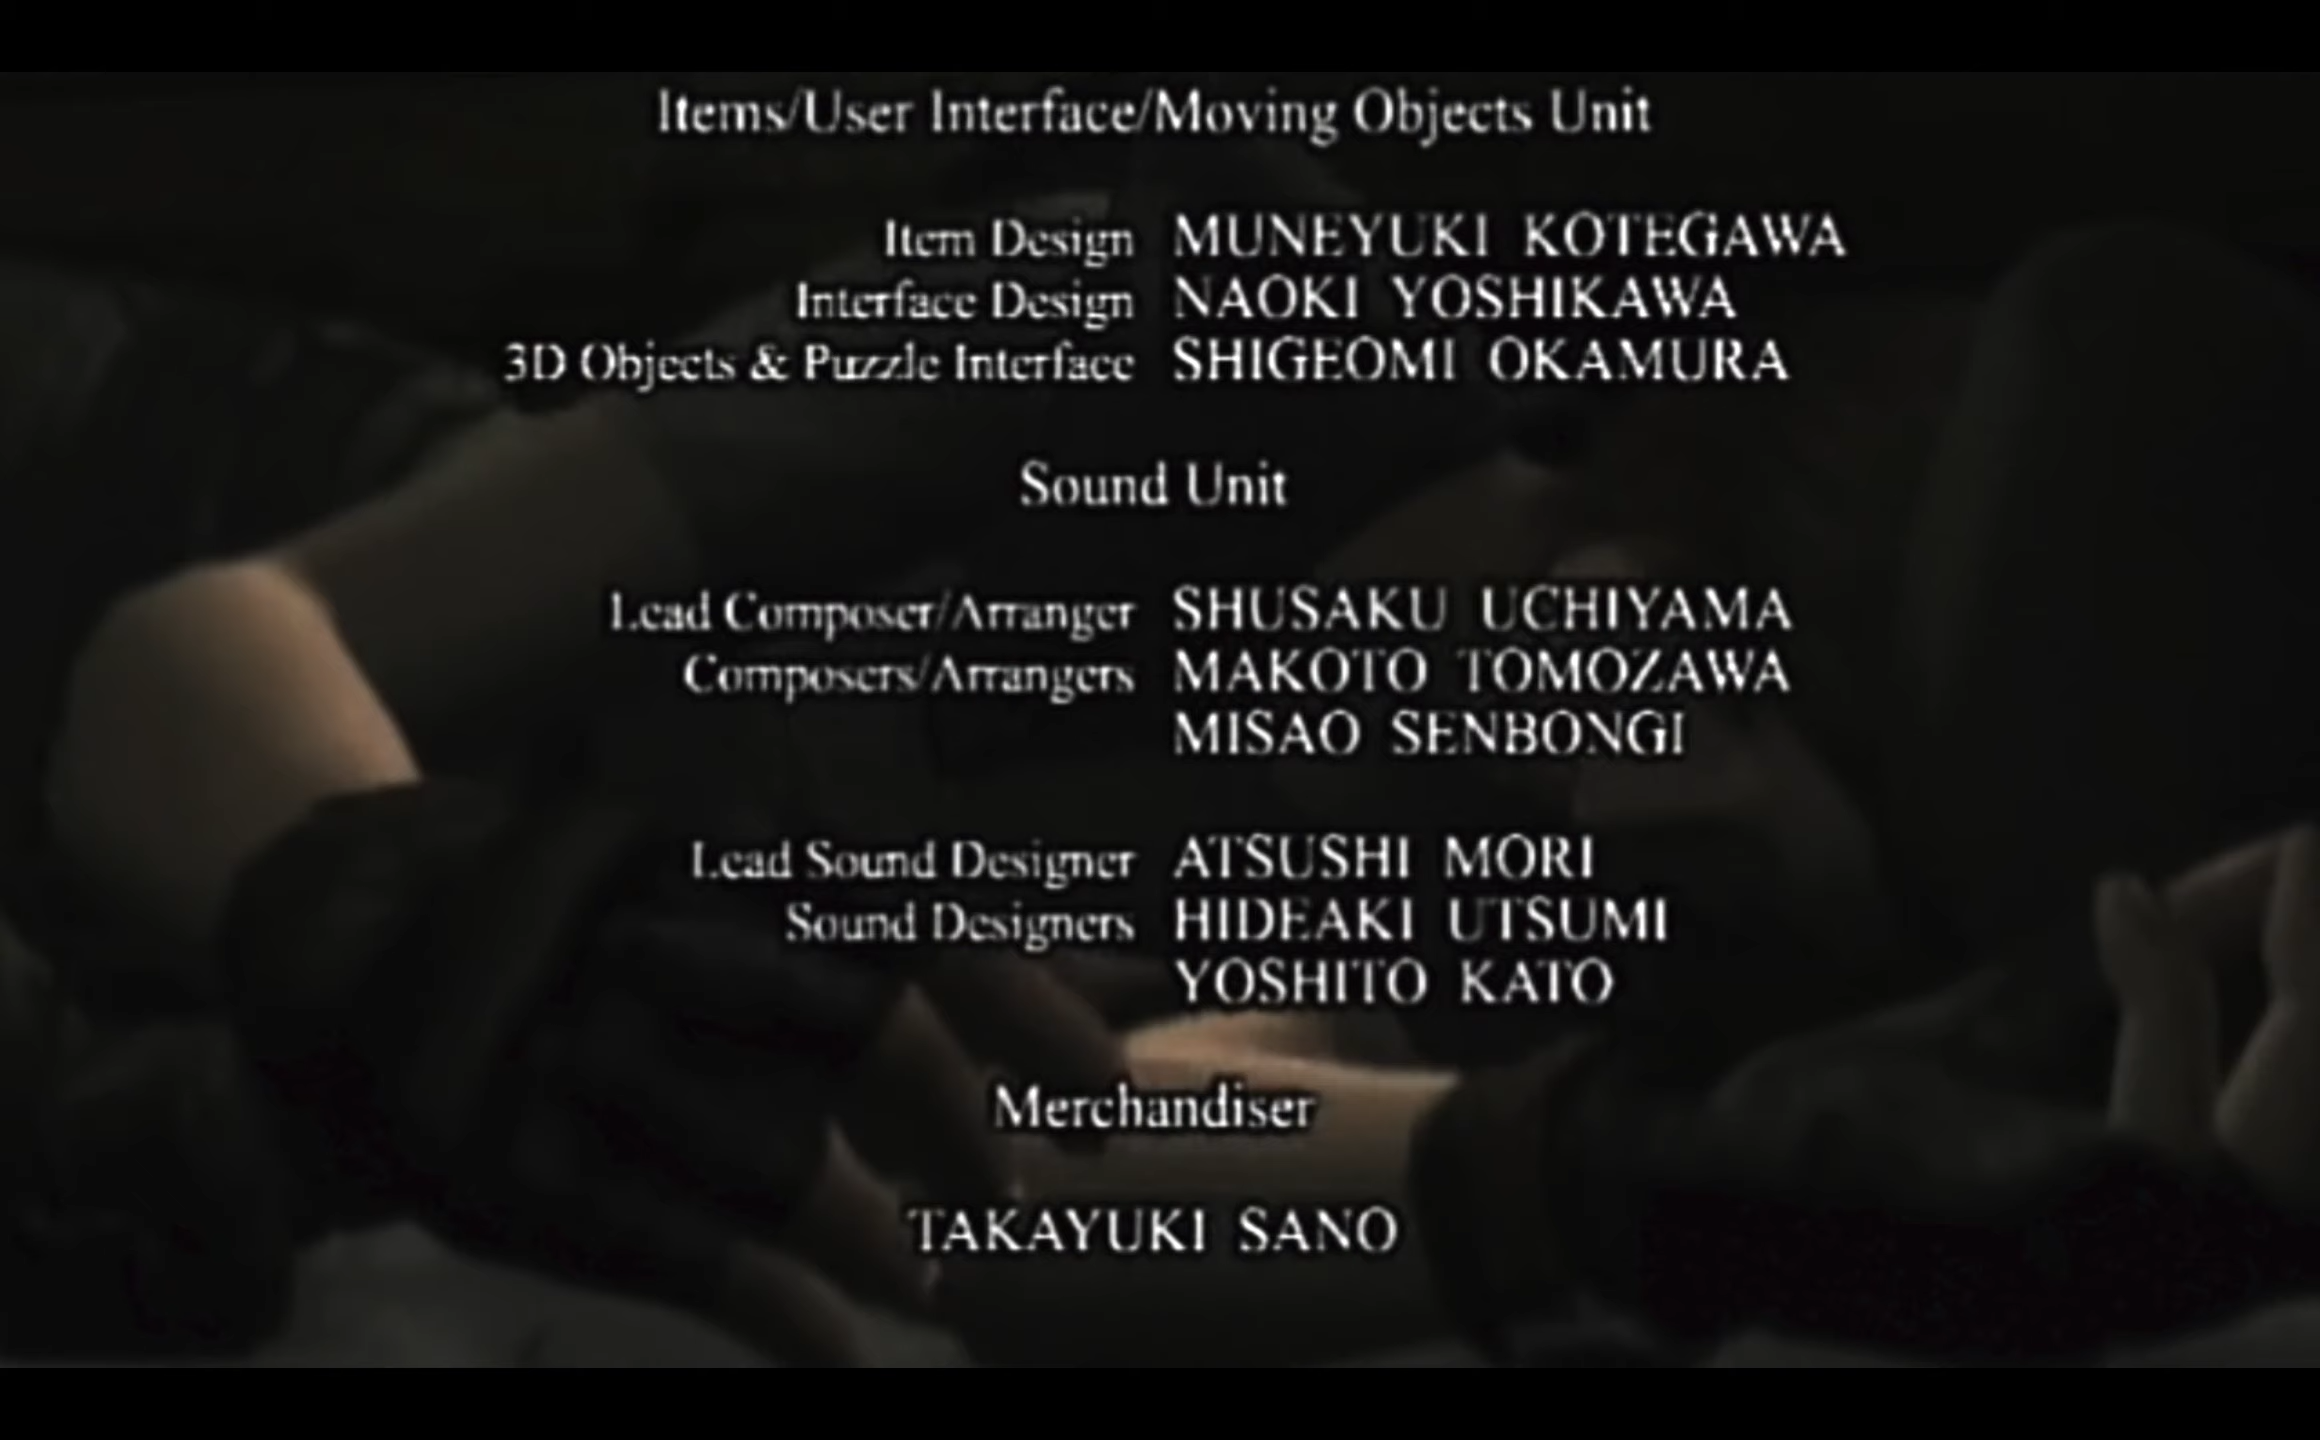 Items/User Interface/Moving Objects Unit
Item Design MUNEYUKI KOTEGAWA
Interface Design NAOKI YOSHIKAWA
3D Objects & Puzzle Interface SHIGEOMI OKAMURA
Sound Unit
Lead Composer/Arranger SHUSAKU UCHIYAMA
Composers/Arrangers MAKOTO TOMOZAWA
MISAO SENBONGI
Lead Sound Designer ATSUSHI MORI
Sound Designers HIDEAKI UTSUMI
YOSHITO KATO
Merchandiser
TAKAYUKI SANO